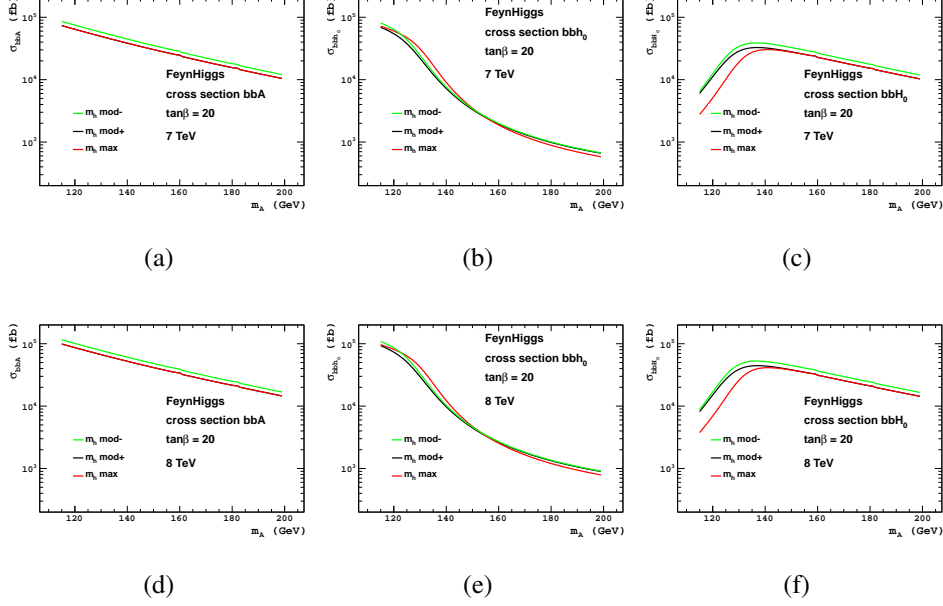 σ_bbA (fb)
10^5
10^4
10^3
FeynHiggs
cross section bbA
tanβ = 20
7 TeV
m_h mod-
m_h mod+
m_h max
120 140 160 180 200
m_A (GeV)
(a)
σ_bbh_0 (fb)
10^5
10^4
10^3
FeynHiggs
cross section bbh_0
tanβ = 20
7 TeV
m_h mod-
m_h mod+
m_h max
120 140 160 180 200
m_A (GeV)
(b)
σ_bbH_0 (fb)
10^5
10^4
10^3
FeynHiggs
cross section bbH_0
tanβ = 20
7 TeV
m_h mod-
m_h mod+
m_h max
120 140 160 180 200
m_A (GeV)
(c)
σ_bbA (fb)
10^5
10^4
10^3
FeynHiggs
cross section bbA
tanβ = 20
8 TeV
m_h mod-
m_h mod+
m_h max
120 140 160 180 200
m_A (GeV)
(d)
σ_bbh_0 (fb)
10^5
10^4
10^3
FeynHiggs
cross section bbh_0
tanβ = 20
8 TeV
m_h mod-
m_h mod+
m_h max
120 140 160 180 200
m_A (GeV)
(e)
σ_bbH_0 (fb)
10^5
10^4
10^3
FeynHiggs
cross section bbH_0
tanβ = 20
8 TeV
m_h mod-
m_h mod+
m_h max
120 140 160 180 200
m_A (GeV)
(f)